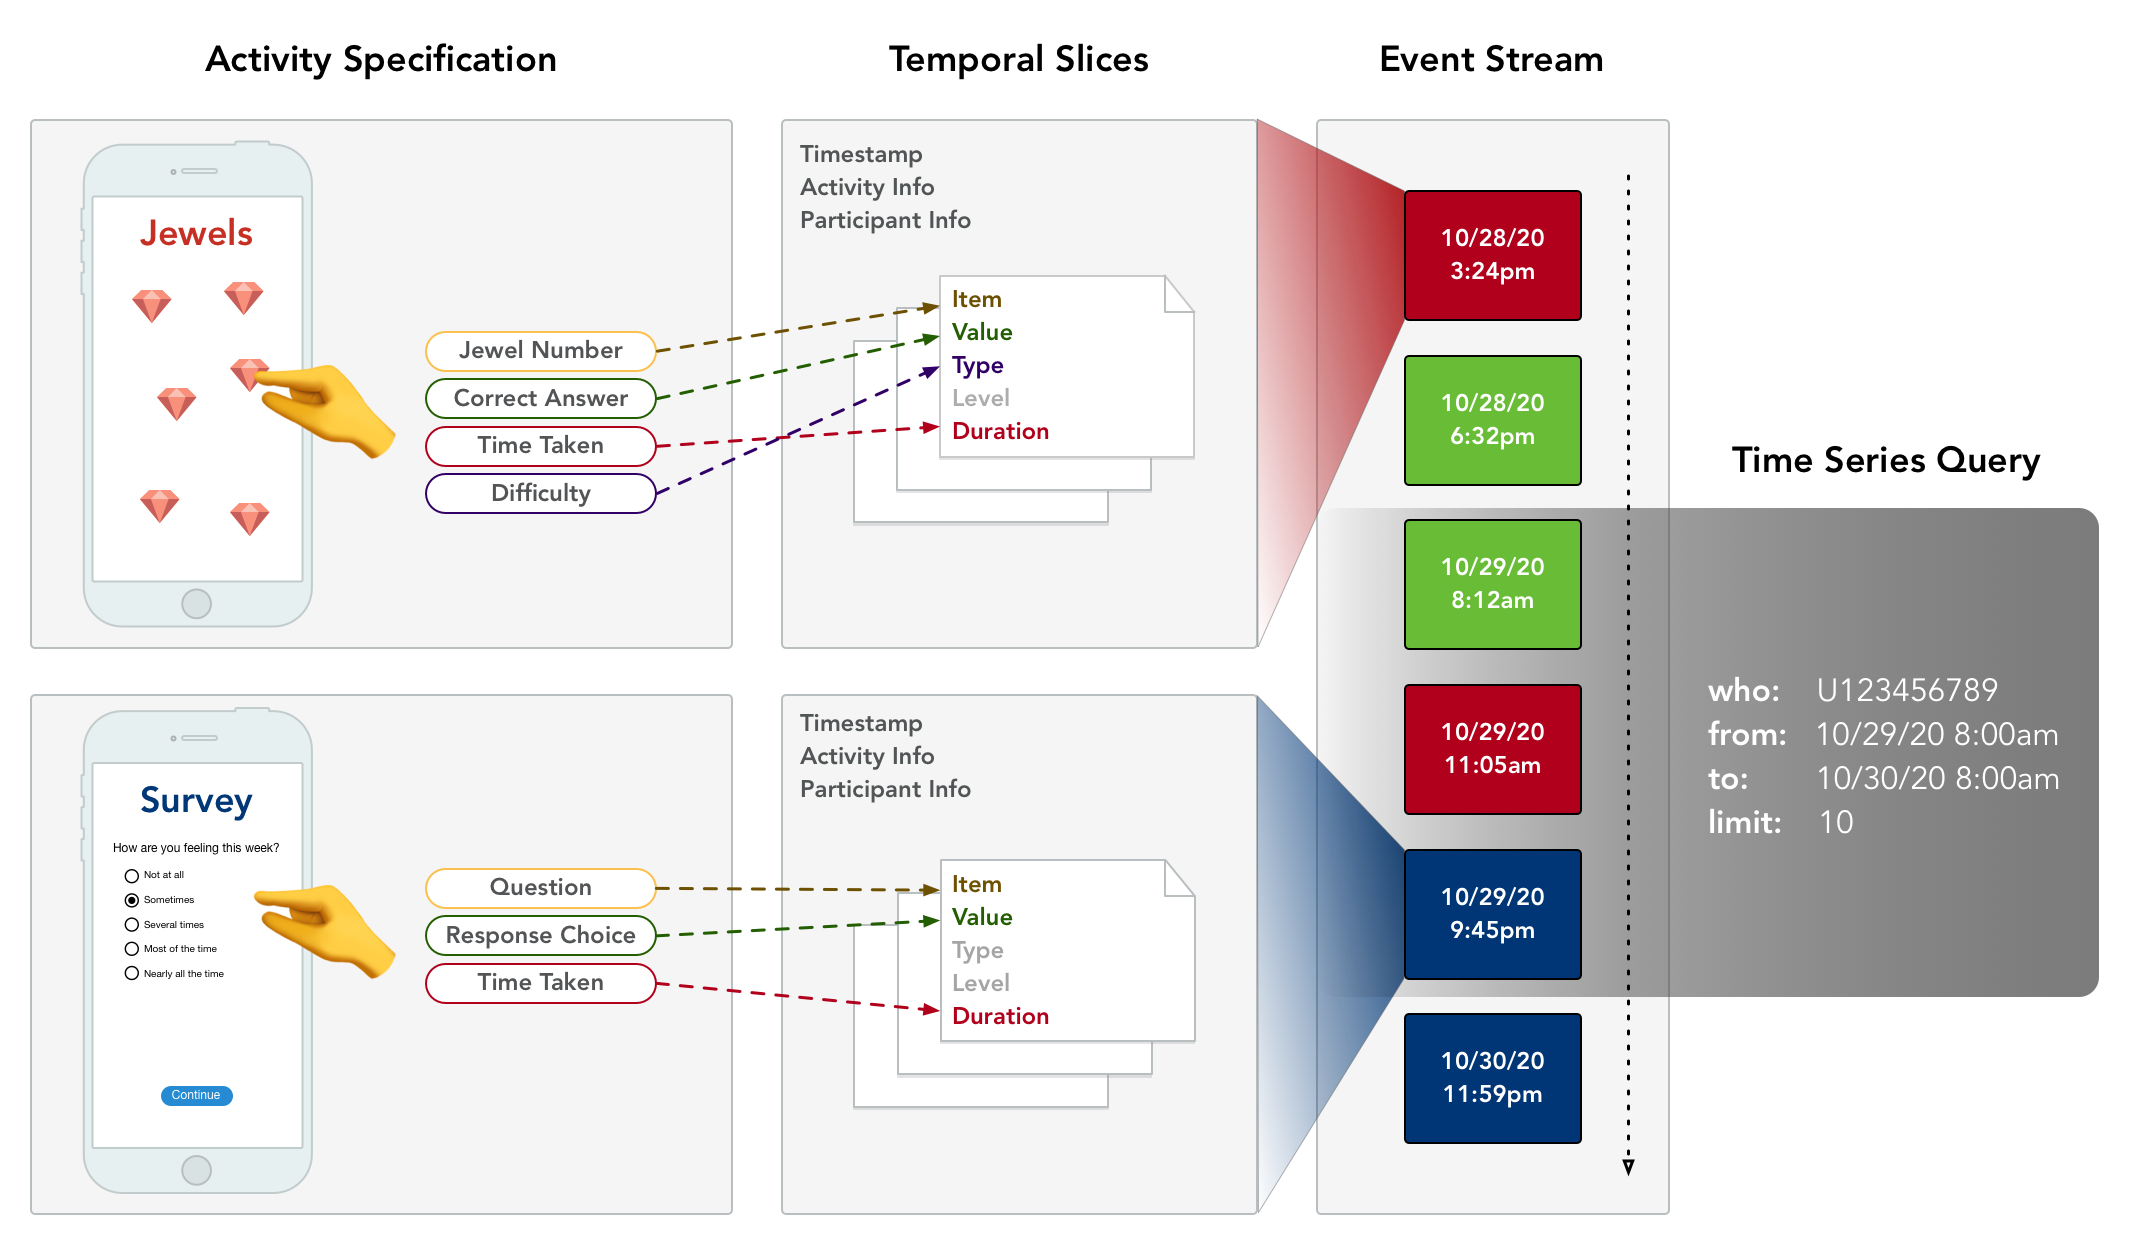 Activity Specification
Temporal Slices
Event Stream
Jewels
Jewel Number
Correct Answer
Time Taken
Difficulty
Timestamp
Activity Info
Participant Info
Item
Value
Type
Level
Duration
10/28/20
3:24pm
10/28/20
6:32pm
10/29/20
8:12am
10/29/20
11:05am
10/29/20
9:45pm
10/30/20
11:59pm
Time Series Query
who: U123456789
from: 10/29/20 8:00am
to: 10/30/20 8:00am
limit: 10
Survey
How are you feeling this week?
Not at all
Sometimes
Several times
Most of the time
Nearly all the time
Continue
Question
Response Choice
Time Taken
Timestamp
Activity Info
Participant Info
Item
Value
Type
Level
Duration